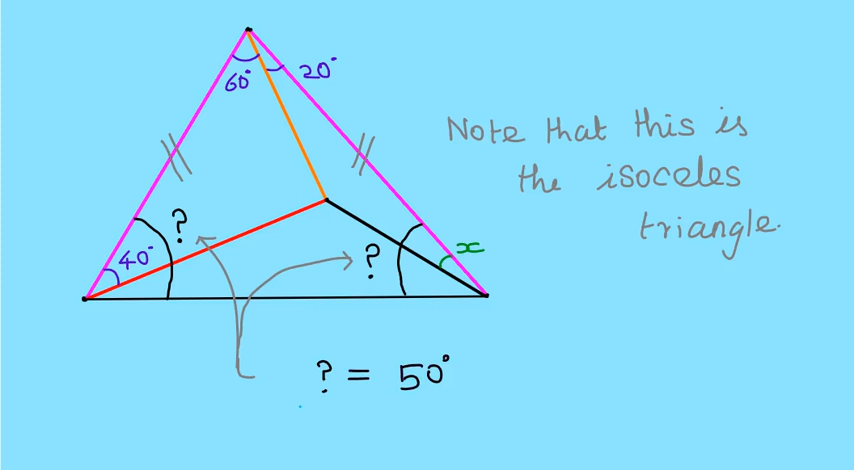 60° 20°
Note that this is
the isoceles
triangle.
?
? x
40°
? = 50°